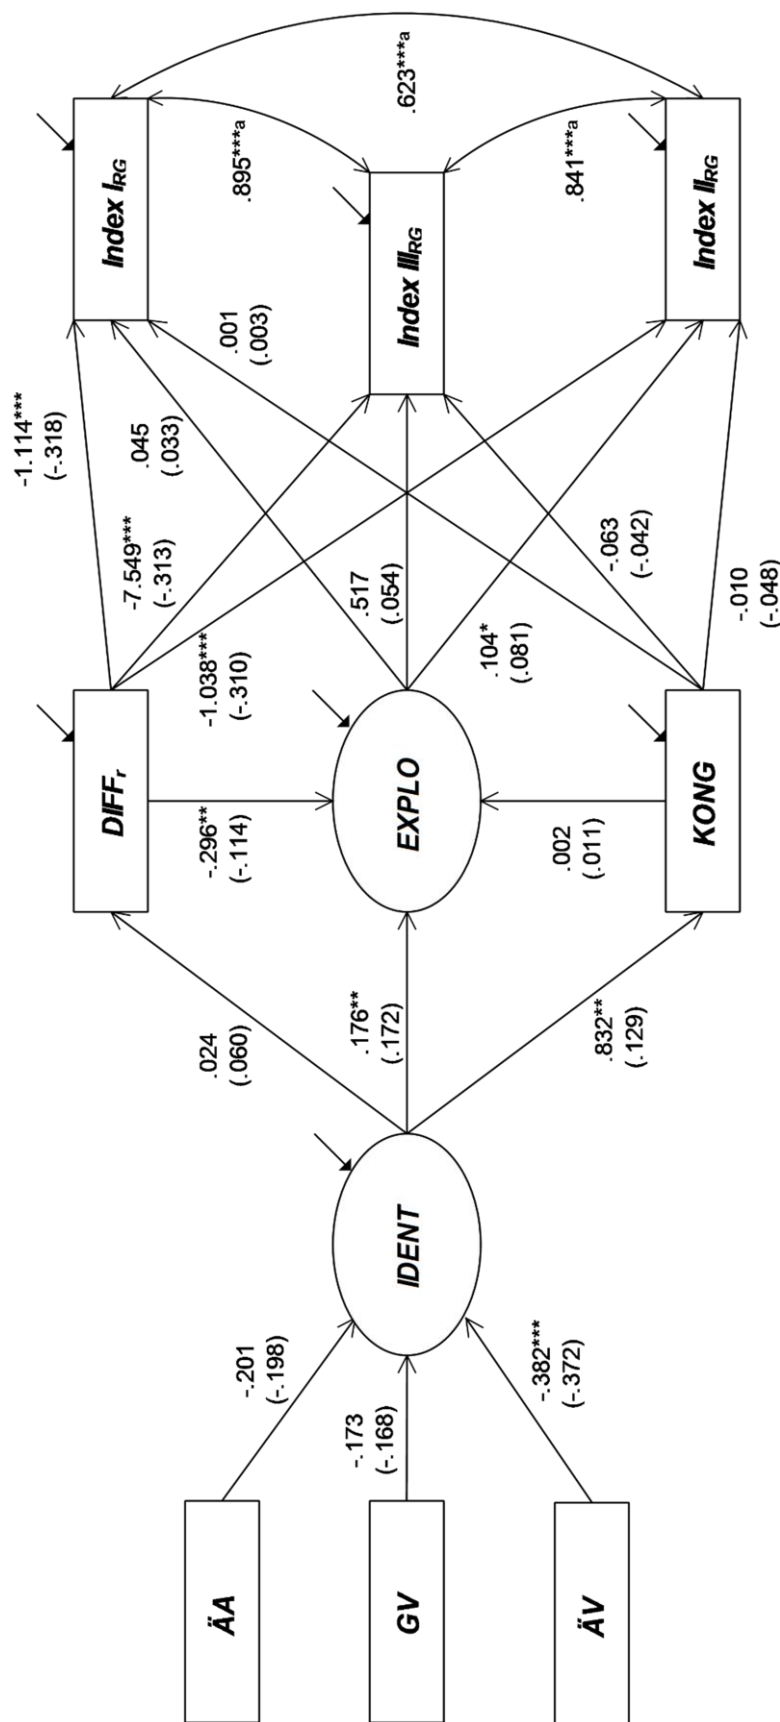 ÄA
GV
ÄV
-.201
(-.198)
-.173
(-.168)
-.382***
(-.372)
IDENT
.024
(.060)
.176**
(.172)
.832**
(.129)
DIFFr
-.296**
(-.114)
EXPLO
.002
(.011)
KONG
-1.114***
(-.318)
-7.549***
(-.313)
-1.038***
(-.310)
.045
(.033)
.517
(.054)
.104*
(.081)
.001
(.003)
-.063
(-.042)
-.010
(-.048)
Index IRG
Index IIIRG
Index IIRG
.895***a
.841***a
.623***a